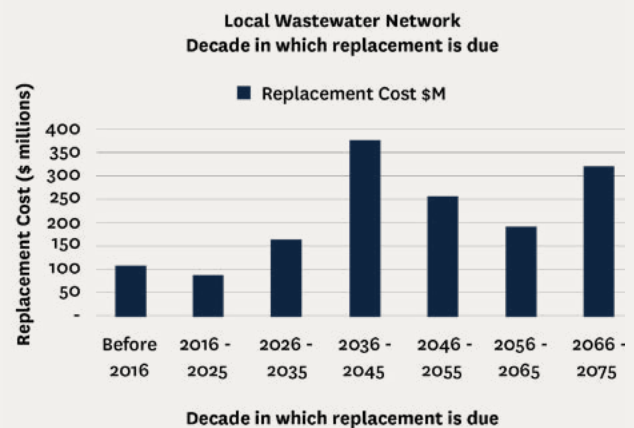 Local Wastewater Network
Decade in which replacement is due
Replacement Cost $M
Replacement Cost ($ millions)
400
350
300
250
200
150
100
50
-
Before 2016
2016 - 2025
2026 - 2035
2036 - 2045
2046 - 2055
2056 - 2065
2066 - 2075
Decade in which replacement is due